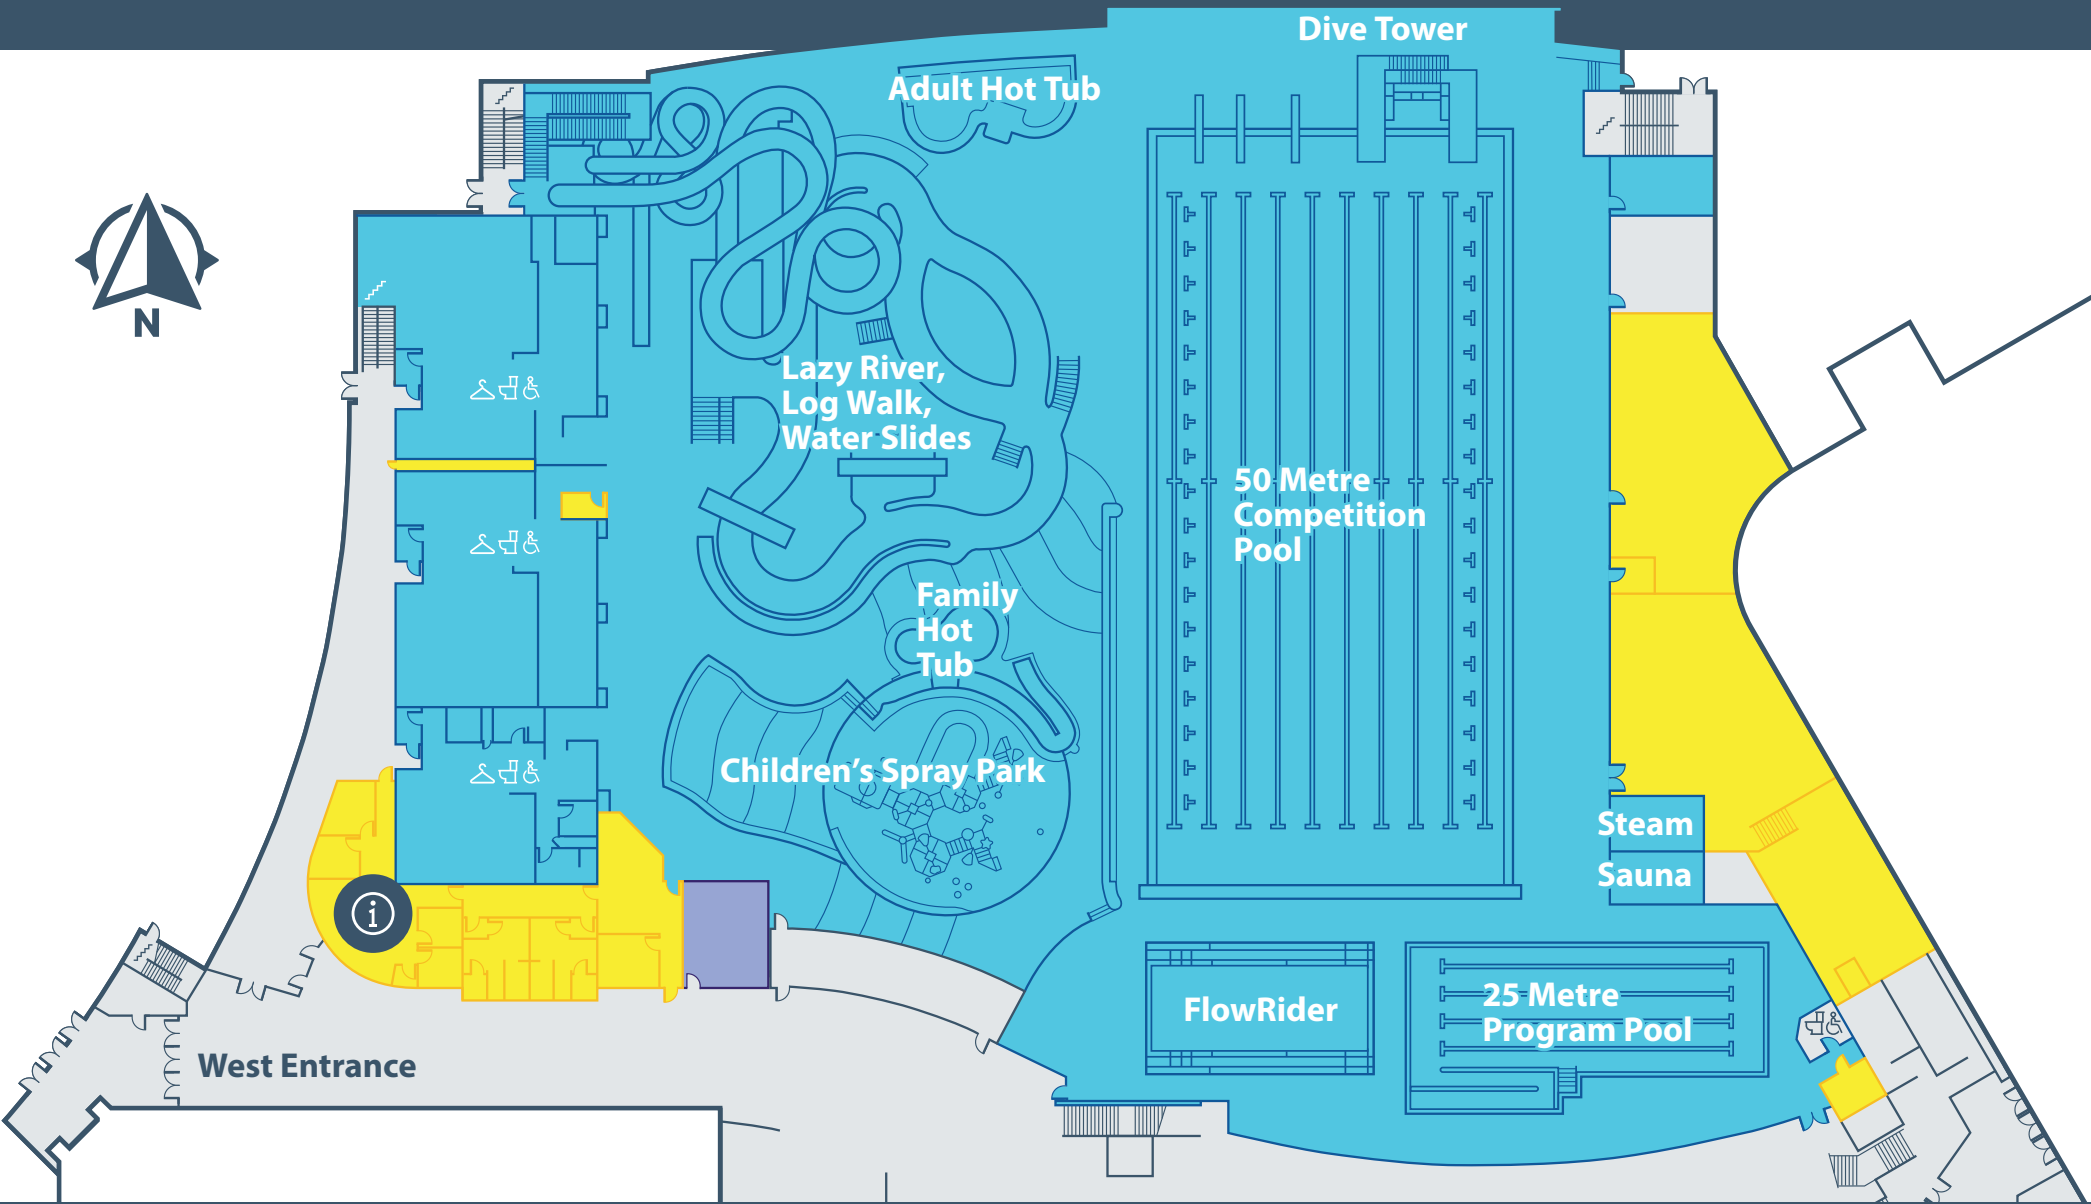 Dive Tower
Adult Hot Tub
N
Lazy River,
Log Walk,
Water Slides
50 Metre
Competition
Pool
Family
Hot
Tub
Children's Spray Park
Steam
Sauna
i
FlowRider
25 Metre
Program Pool
West Entrance